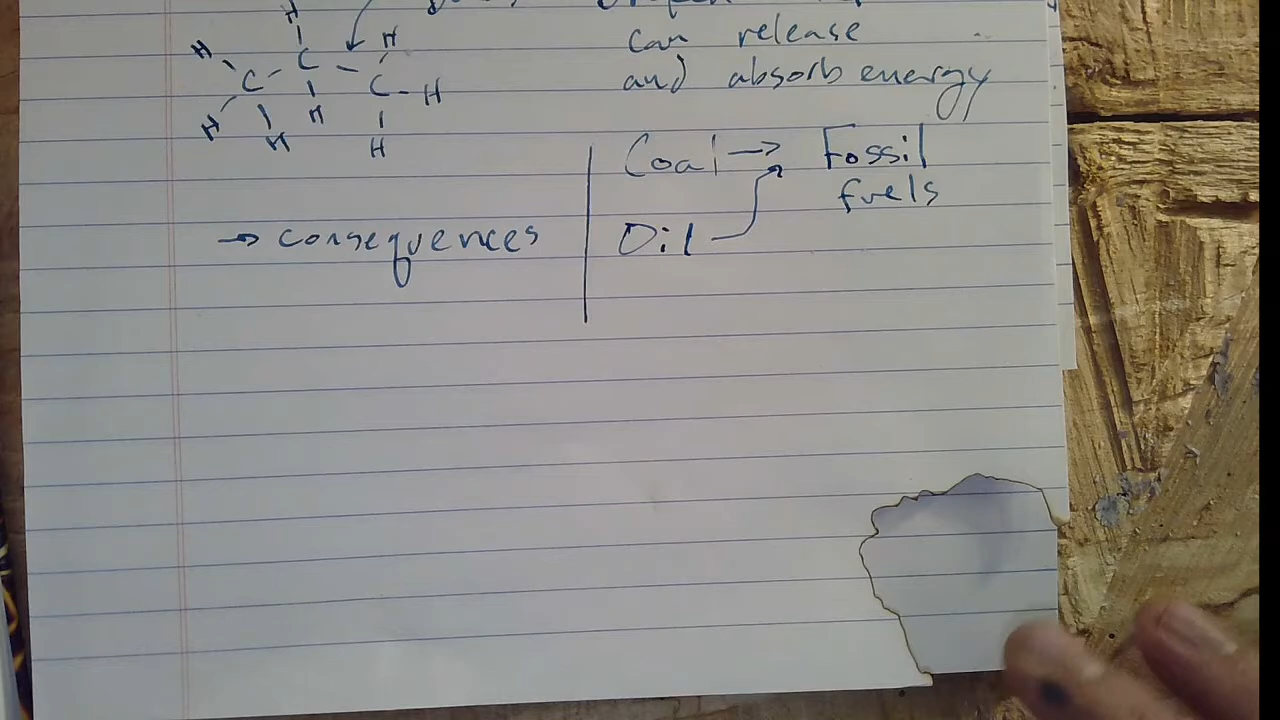 H
can release
H H
C
and absorb energy
C C - H
H H
H H
Coal → Fossil
fuels
→ consequences Oil